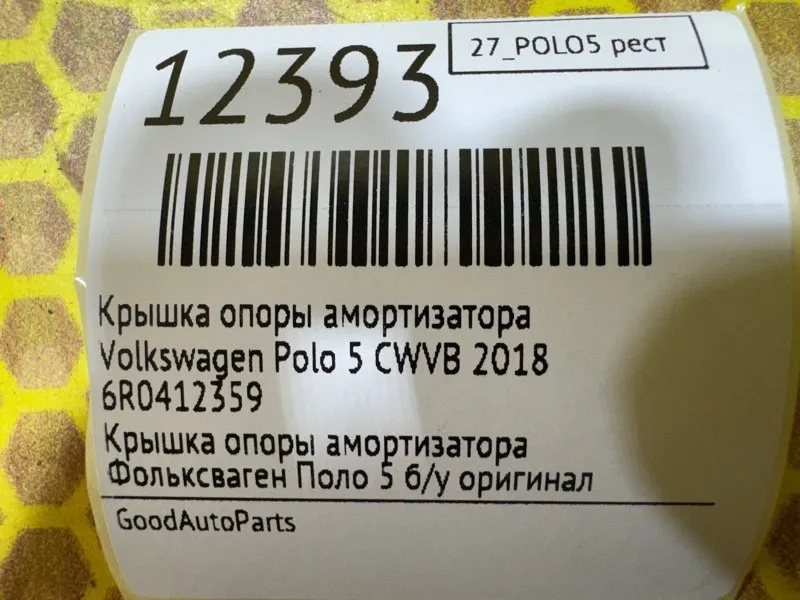 12393
27_POLO5 рест
Крышка опоры амортизатора
Volkswagen Polo 5 CWVB 2018
6R0412359
Крышка опоры амортизатора
Фольксваген Поло 5 б/у оригинал
GoodAutoParts